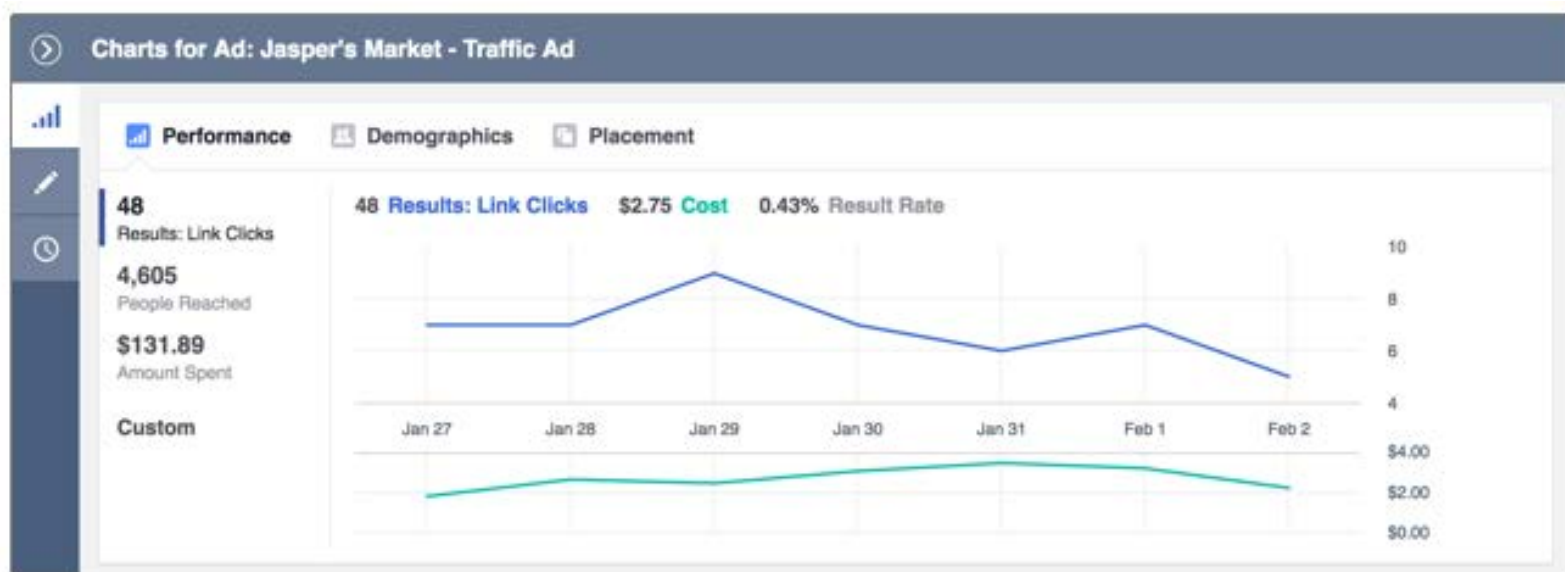 Charts for Ad: Jasper's Market - Traffic Ad
Performance Demographics Placement
48
Results: Link Clicks
4,605
People Reached
$131.89
Amount Spent
Custom
48 Results: Link Clicks $2.75 Cost 0.43% Result Rate
10
8
6
4
Jan 27 Jan 28 Jan 29 Jan 30 Jan 31 Feb 1 Feb 2
$4.00
$2.00
$0.00